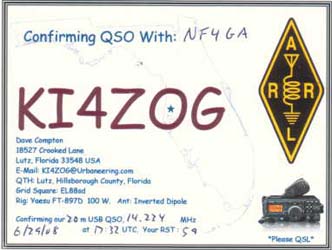 Confirming QSO With: NF4GA
KI4ZOG
A
R R
L
Dave Compton
18527 Crooked Lane
Lutz, Florida 33548 USA
E-Mail: KI4ZOG@Urbaneering.com
QTH: Lutz, Hillsborough County, Florida
Grid Square: EL88sd
Rig: Yaesu FT-897D 100 W. Ant: Inverted Dipole
Confirming our 20 m USB QSO, 14.224 MHz
6/29/08 at 17:32 UTC. Your RST: 59
"Please QSL"